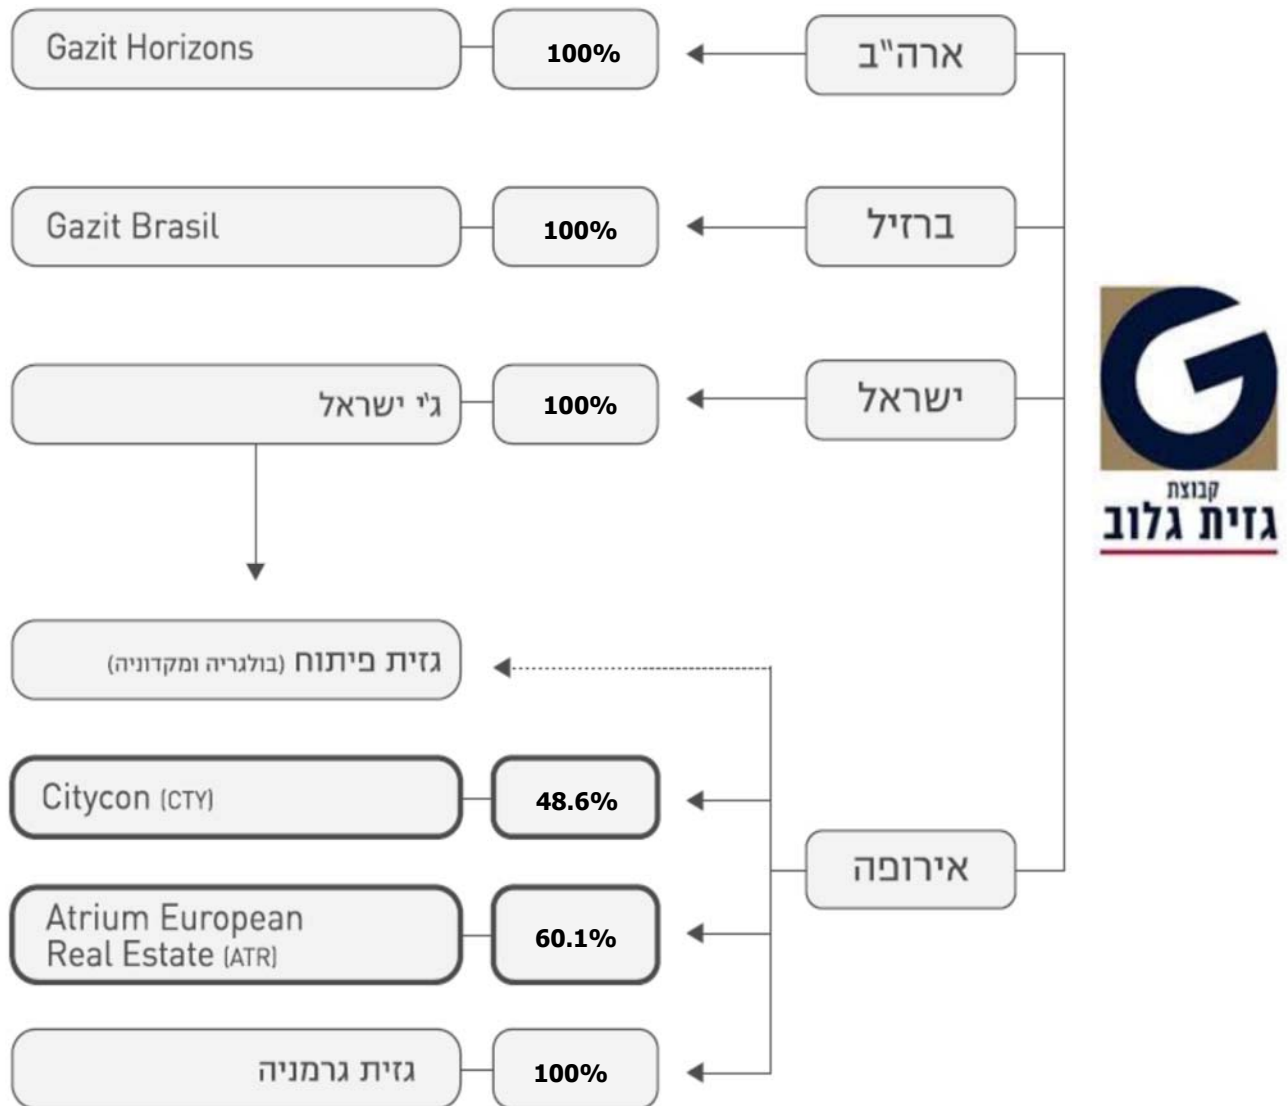 Gazit Horizons
100%
ארה"ב
Gazit Brasil
100%
ברזיל
ג'י ישראל
100%
ישראל
קבוצת
גזית גלוב
גזית פיתוח (בולגריה ומקדוניה)
Citycon (CTY)
48.6%
אירופה
Atrium European
Real Estate (ATR)
60.1%
גזית גרמניה
100%